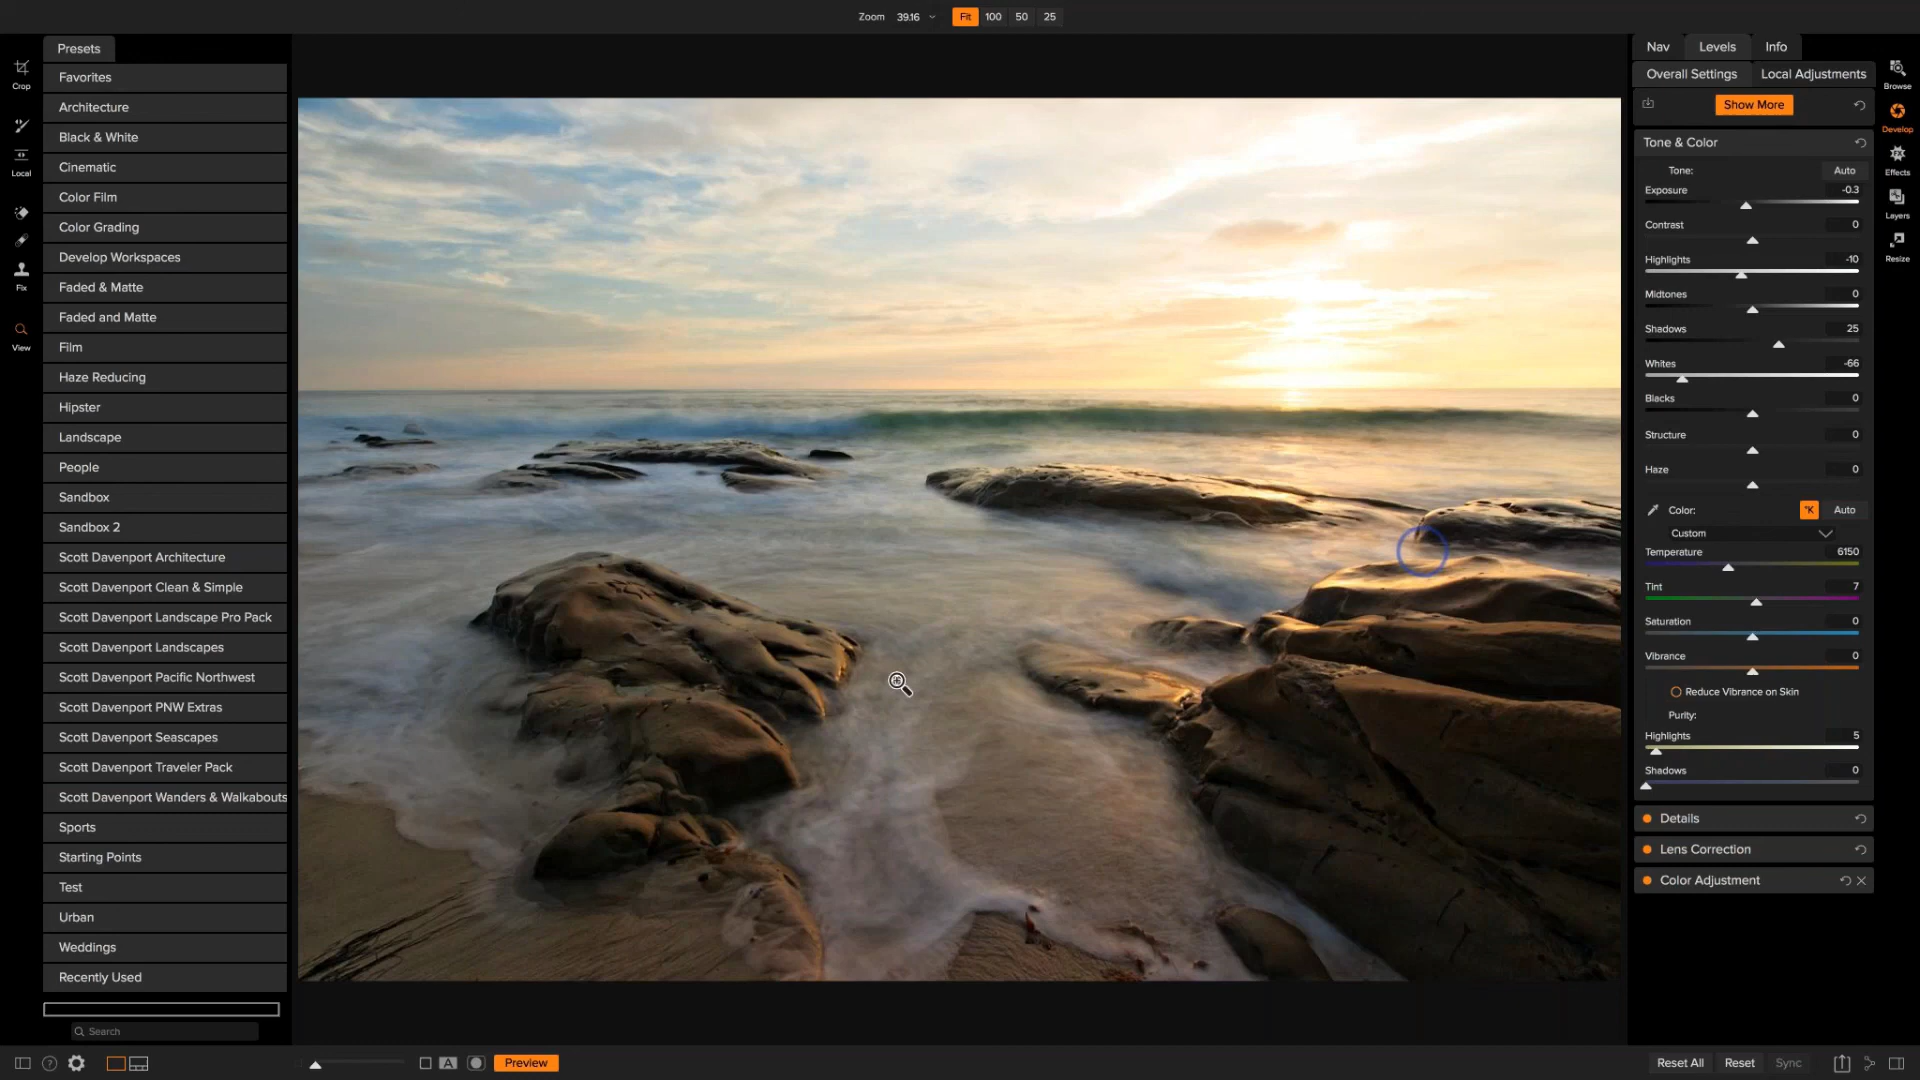 Zoom 39.16 Fit 100 50 25
Presets
Favorites
Architecture
Black & White
Cinematic
Color Film
Color Grading
Develop Workspaces
Faded & Matte
Faded and Matte
Film
Haze Reducing
Hipster
Landscape
People
Sandbox
Sandbox 2
Scott Davenport Architecture
Scott Davenport Clean & Simple
Scott Davenport Landscape Pro Pack
Scott Davenport Landscapes
Scott Davenport Pacific Northwest
Scott Davenport PNW Extras
Scott Davenport Seascapes
Scott Davenport Traveler Pack
Scott Davenport Wanders & Walkabouts
Sports
Starting Points
Test
Urban
Weddings
Recently Used
Search
Crop
Local
Fix
View
Nav Levels Info
Overall Settings Local Adjustments
Show More
Tone & Color
Tone: Auto
Exposure -0.3
Contrast 0
Highlights -10
Midtones 0
Shadows 25
Whites -66
Blacks 0
Structure 0
Haze 0
Color: °K Auto
Custom
Temperature 6150
Tint 7
Saturation 0
Vibrance 0
Reduce Vibrance on Skin
Purity:
Highlights 5
Shadows 0
Details
Lens Correction
Color Adjustment
Browse
Develop
FX
Effects
Layers
Resize
? A Preview
Reset All Reset Sync